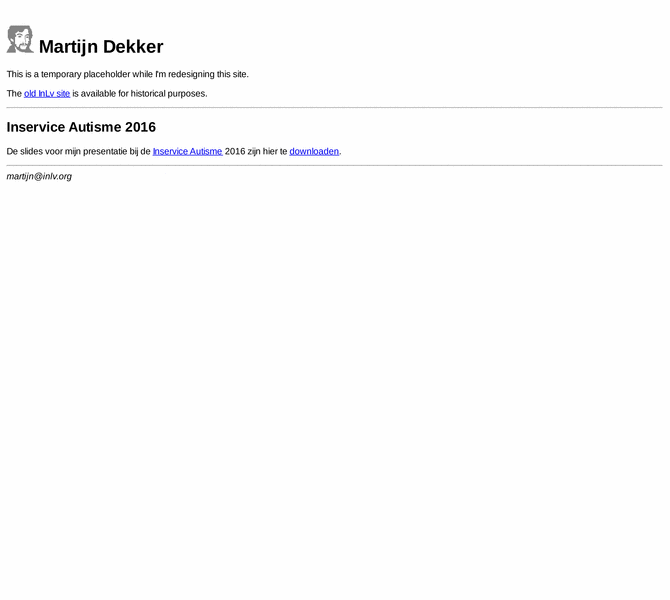 Martijn Dekker
This is a temporary placeholder while I'm redesigning this site.
The old InLv site is available for historical purposes.
Inservice Autisme 2016
De slides voor mijn presentatie bij de Inservice Autisme 2016 zijn hier te downloaden.
martijn@inlv.org